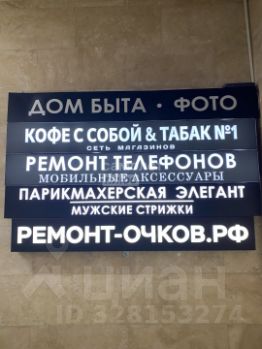 ДОМ БЫТА • ФОТО
КОФЕ С СОБОЙ & ТАБАК №1
СЕТЬ МАГАЗИНОВ
РЕМОНТ ТЕЛЕФОНОВ
МОБИЛЬНЫЕ АКСЕССУАРЫ
ПАРИКМАХЕРСКАЯ ЭЛЕГАНТ
МУЖСКИЕ СТРИЖКИ
РЕМОНТ-ОЧКОВ.РФ
циан
ID 328153274